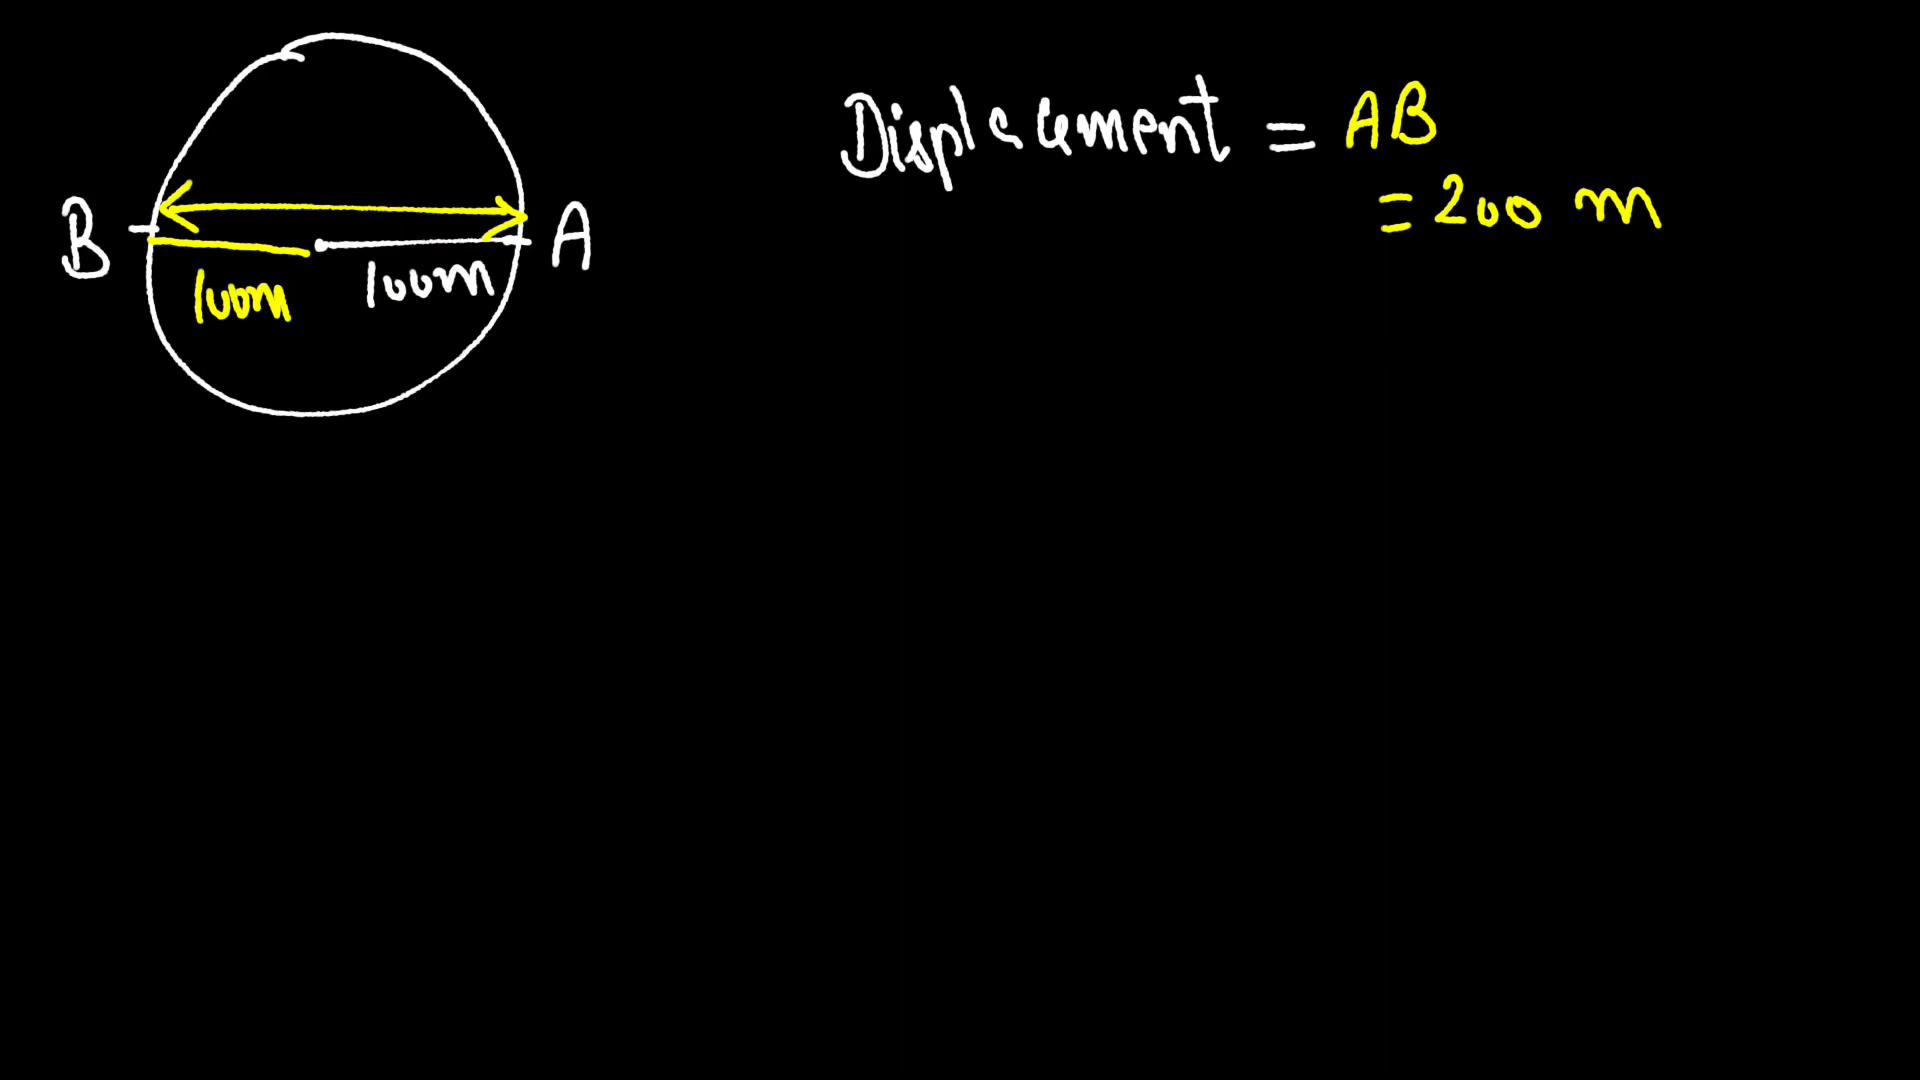 Displacement = AB
= 200 m
B
A
100m
100m